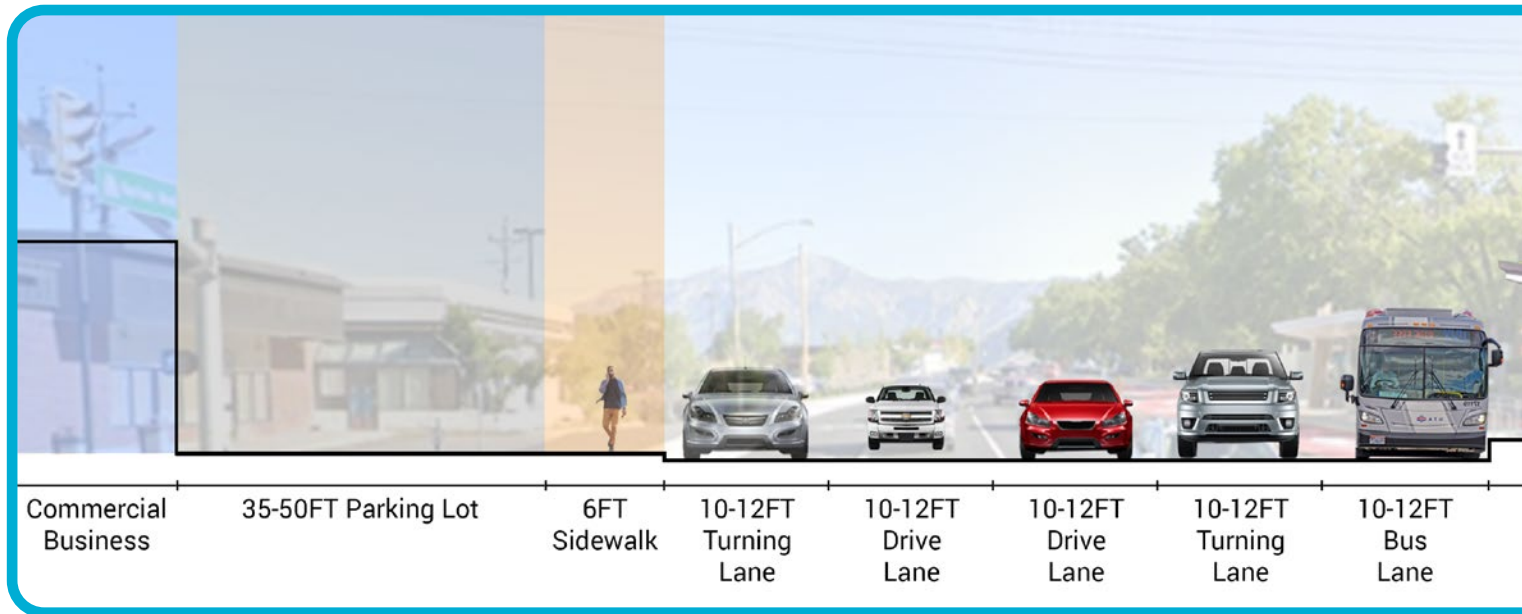 Commercial
Business
35-50FT Parking Lot
6FT
Sidewalk
10-12FT
Turning
Lane
10-12FT
Drive
Lane
10-12FT
Drive
Lane
10-12FT
Turning
Lane
10-12FT
Bus
Lane